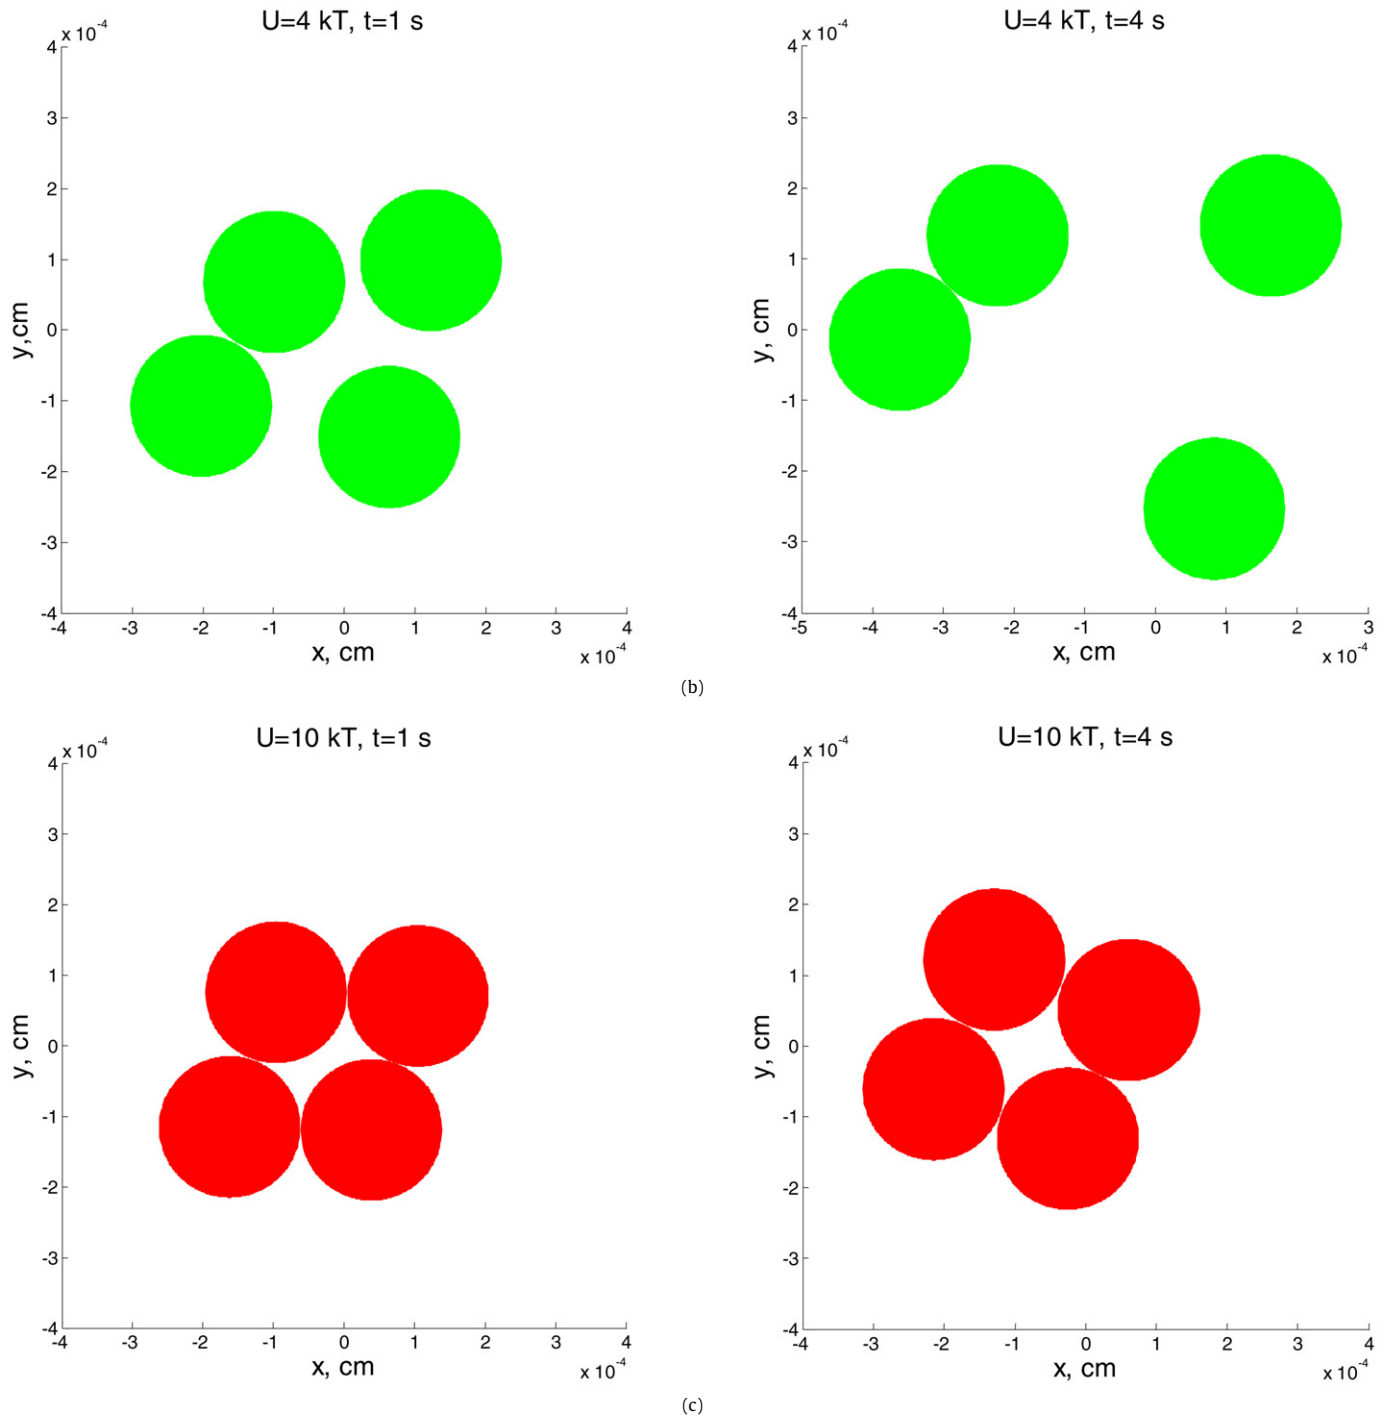 U=4 kT, t=1 s
x 10-4
4
3
2
1
0
-1
-2
-3
-4
y,cm
-4 -3 -2 -1 0 1 2 3 4
x, cm
x 10-4
U=4 kT, t=4 s
x 10-4
4
3
2
1
0
-1
-2
-3
-4
y, cm
-5 -4 -3 -2 -1 0 1 2 3
x, cm
x 10-4
(b)
U=10 kT, t=1 s
x 10-4
4
3
2
1
0
-1
-2
-3
-4
y, cm
-4 -3 -2 -1 0 1 2 3 4
x, cm
x 10-4
U=10 kT, t=4 s
x 10-4
4
3
2
1
0
-1
-2
-3
-4
y, cm
-4 -3 -2 -1 0 1 2 3 4
x, cm
x 10-4
(c)